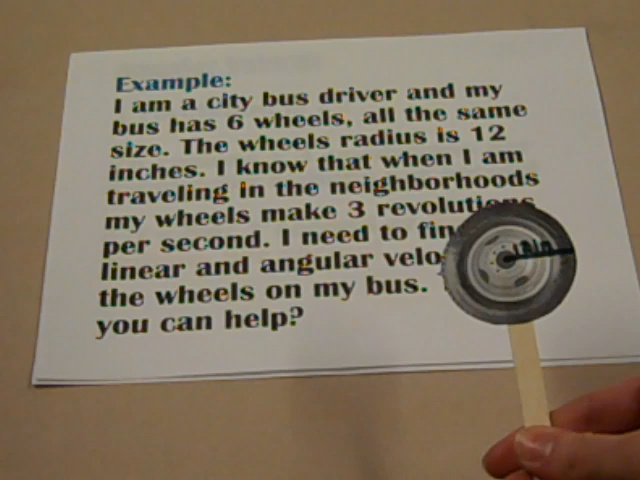 Example:
I am a city bus driver and my
bus has 6 wheels, all the same
size. The wheels radius is 12
inches. I know that when I am
traveling in the neighborhoods
my wheels make 3 revolutions
per second. I need to fin
linear and angular velo
the wheels on my bus.
you can help?